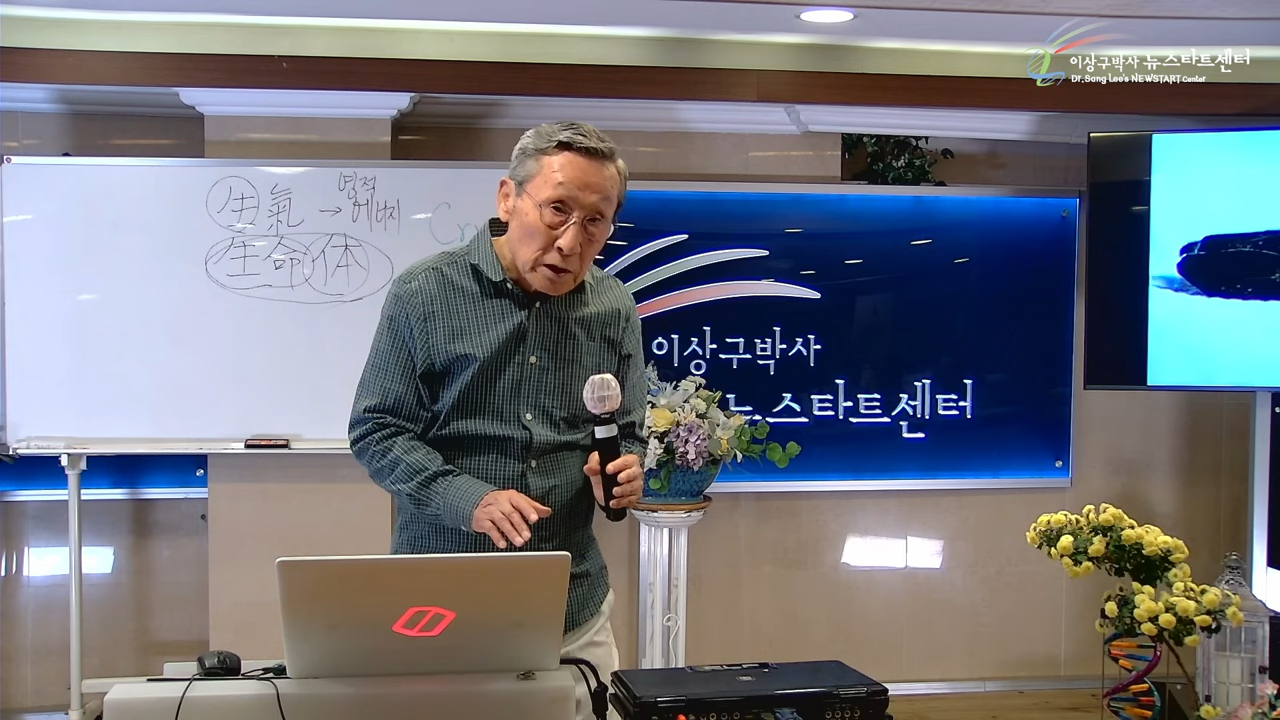 이상구박사 뉴스타트센터
Dr. Sang Lee's NEWSTART Center
生氣 → 영적
에너지
生命体
이상구박사
뉴스타트센터